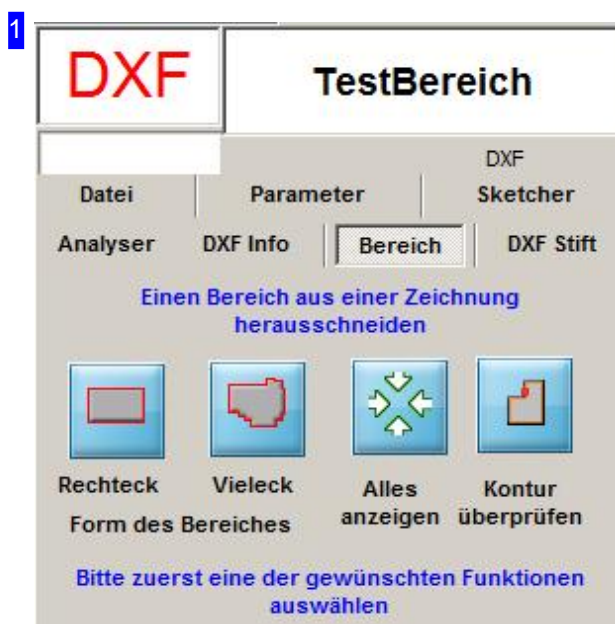 1
DXF TestBereich
DXF
Datei Parameter Sketcher
Analyser DXF Info Bereich DXF Stift
Einen Bereich aus einer Zeichnung
herausschneiden
Rechteck Vieleck Alles Kontur
Form des Bereiches anzeigen überprüfen
Bitte zuerst eine der gewünschten Funktionen
auswählen